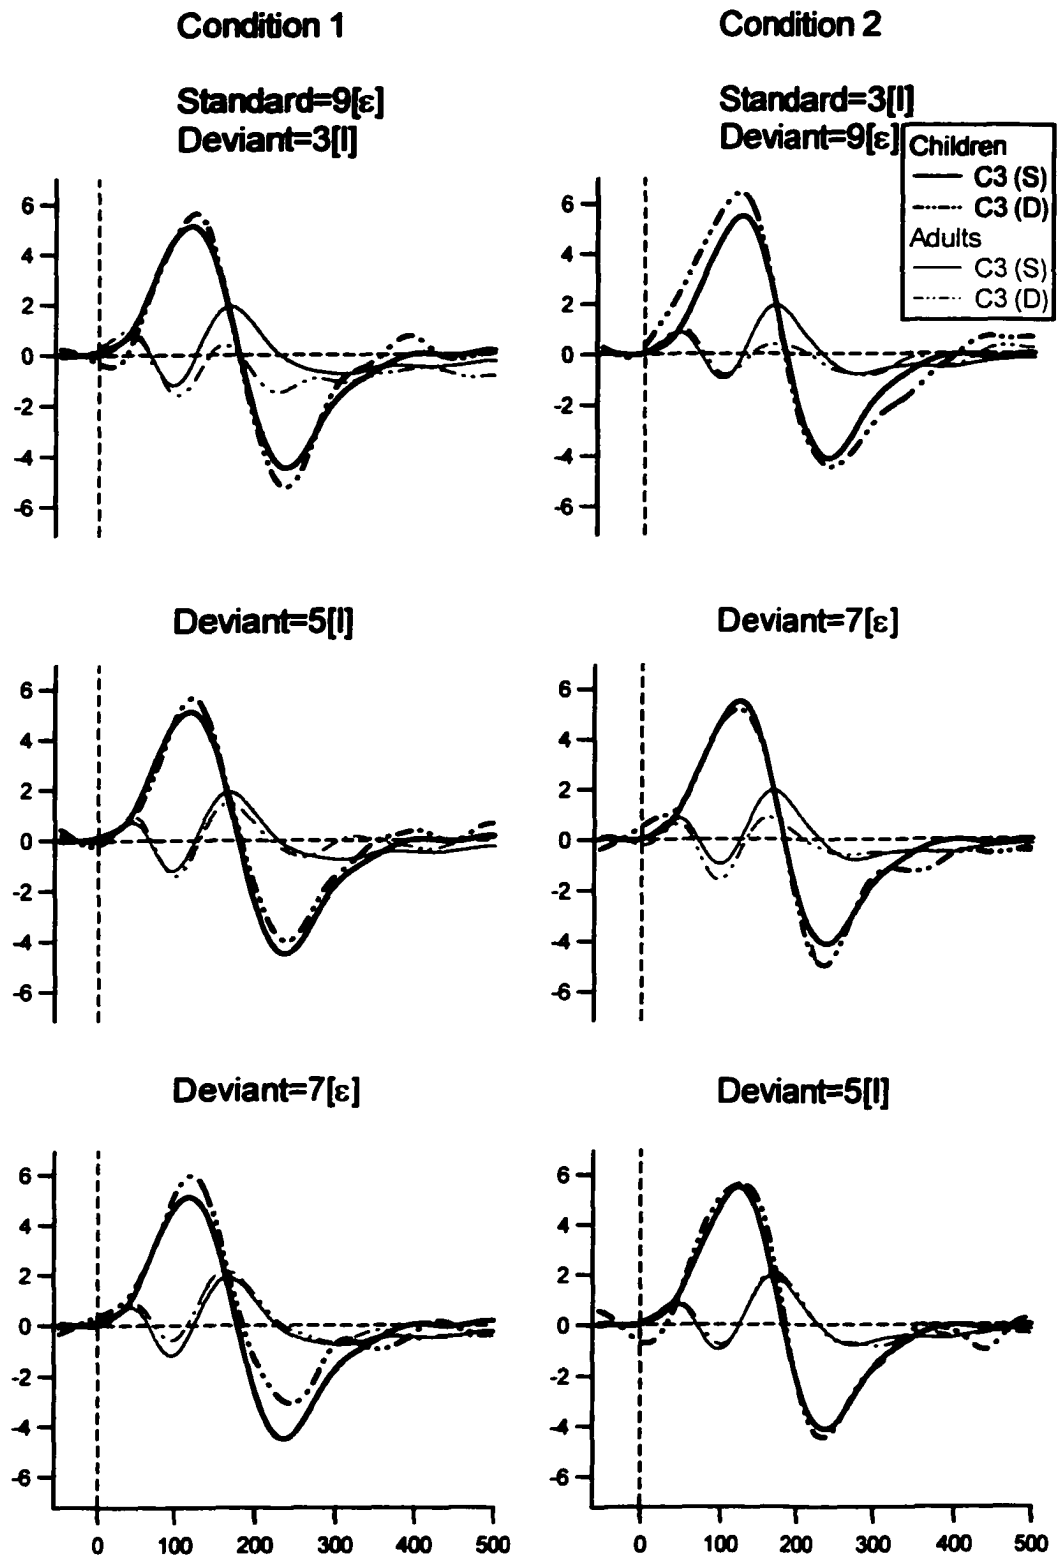 Condition 1
Condition 2
Standard=9[ε]
Deviant=3[I]
Standard=3[I]
Deviant=9[ε]
Children
C3 (S)
C3 (D)
Adults
C3 (S)
C3 (D)
6
4
2
0
-2
-4
-6
6
4
2
0
-2
-4
-6
Deviant=5[I]
Deviant=7[ε]
6
4
2
0
-2
-4
-6
6
4
2
0
-2
-4
-6
Deviant=7[ε]
Deviant=5[I]
6
4
2
0
-2
-4
-6
6
4
2
0
-2
-4
-6
0 100 200 300 400 500
0 100 200 300 400 500